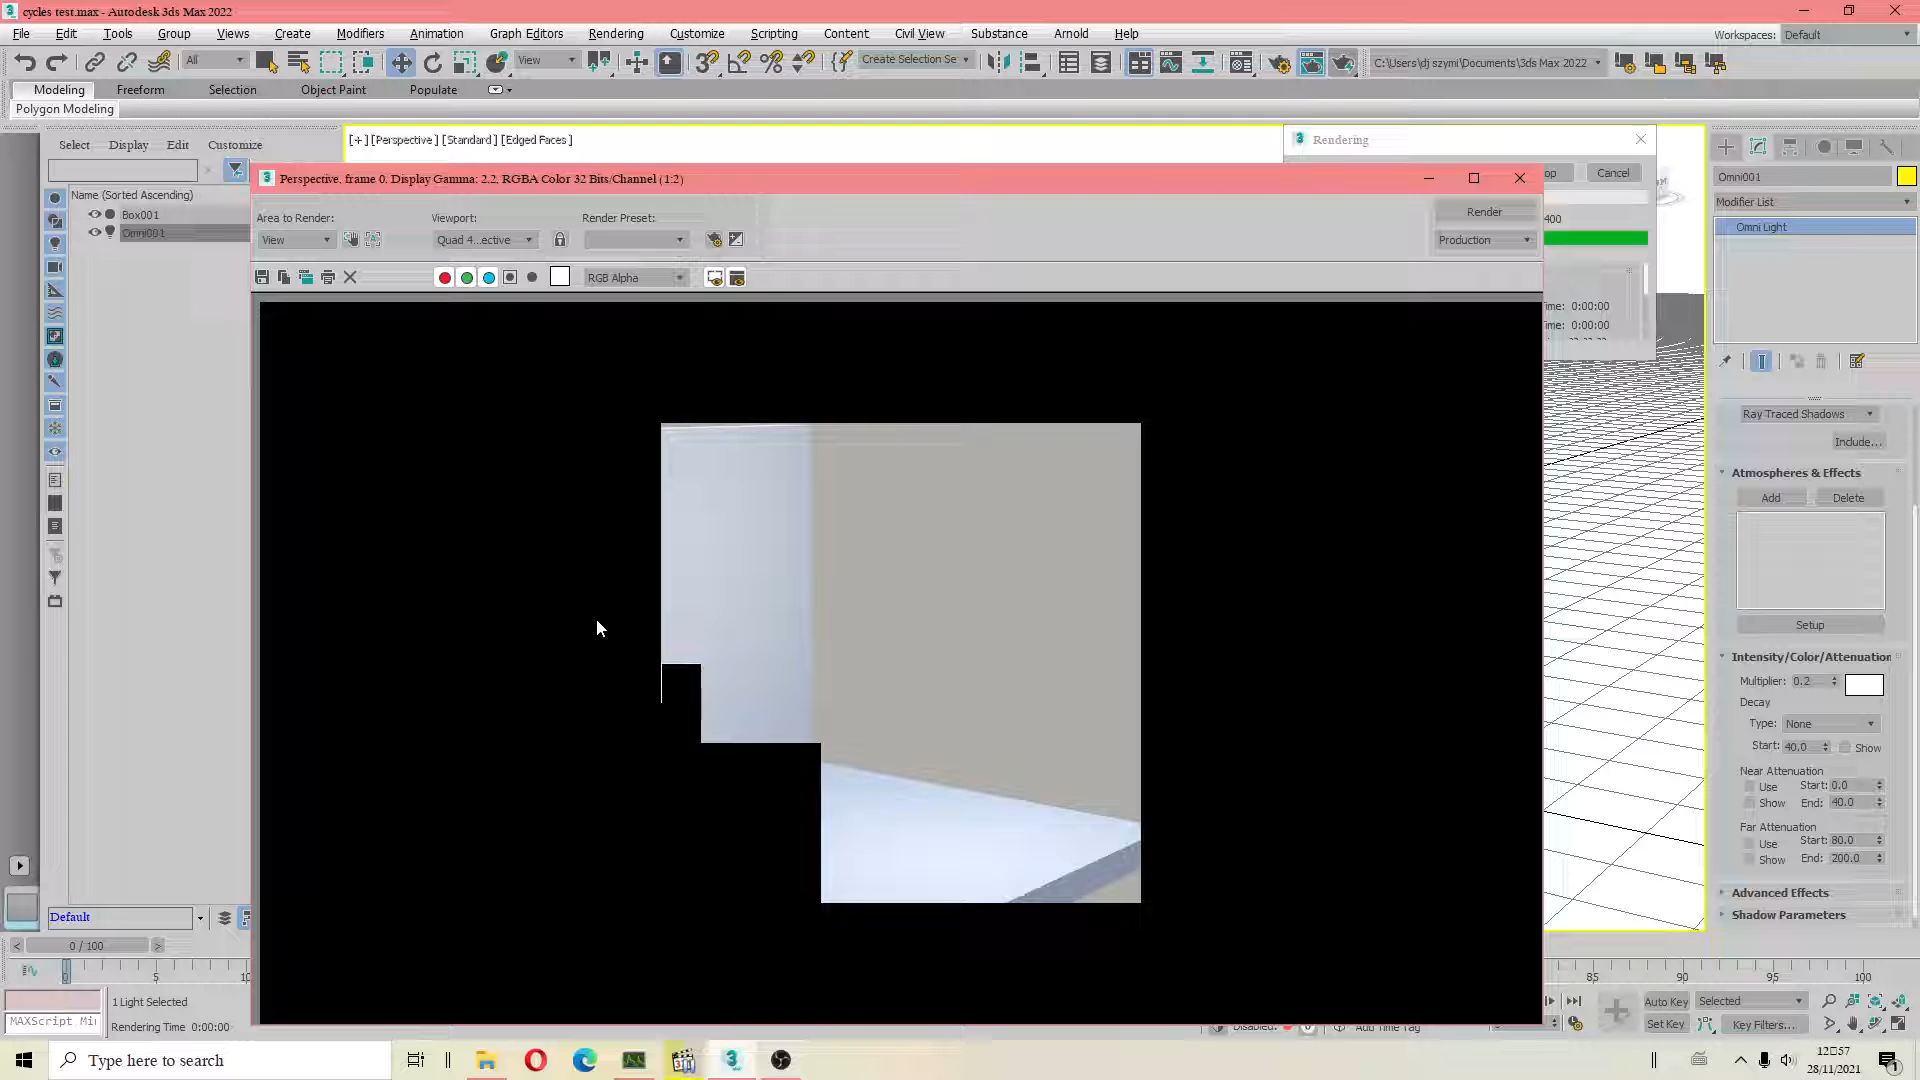 cycles test.max - Autodesk 3ds Max 2022
File Edit Tools Group Views Create Modifiers Animation Graph Editors Rendering Customize Scripting Content Civil View Substance Arnold Help
Workspaces: Default
All View Create Selection Se C:\Users\dj szymi\Documents\3ds Max 2022
Modeling Freeform Selection Object Paint Populate
Polygon Modeling
Select Display Edit Customize
[+] [Perspective] [Standard] [Edged Faces]
Rendering
Cancel
Name (Sorted Ascending)
Box001
Omni001
Perspective, frame 0, Display Gamma: 2.2, RGBA Color 32 Bits/Channel (1:2)
Area to Render:
View
Viewport:
Quad 4...ective
Render Preset:
Render
Production
RGB Alpha
400
ime: 0:00:00
ime: 0:00:00
Omni001
Modifier List
Omni Light
Ray Traced Shadows
Include...
Atmospheres & Effects
Add Delete
Setup
Intensity/Color/Attenuation
Multiplier: 0.2
Decay
Type: None
Start: 40.0 Show
Near Attenuation
Use Start: 0.0
Show End: 40.0
Far Attenuation
Use Start: 80.0
Show End: 200.0
Advanced Effects
Shadow Parameters
Default
0 / 100
0 5 10 85 90 95 100
1 Light Selected
MAXScript Mi
Rendering Time 0:00:00
Disabled: Add Time Tag
Auto Key Selected
Set Key Key Filters...
Type here to search
12 57
28/11/2021